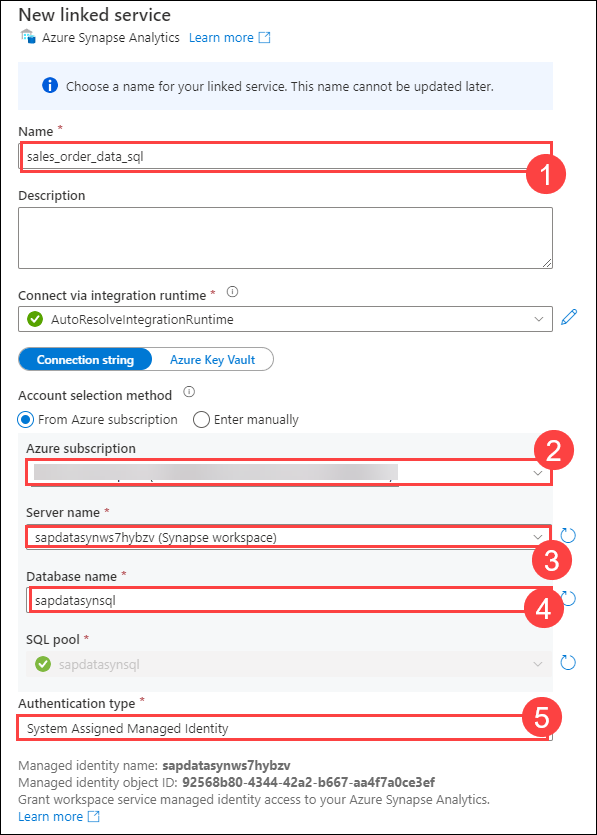 New linked service
Azure Synapse Analytics Learn more
Choose a name for your linked service. This name cannot be updated later.
Name *
sales_order_data_sql
1
Description
Connect via integration runtime *
AutoResolveIntegrationRuntime
Connection string Azure Key Vault
Account selection method
From Azure subscription Enter manually
Azure subscription
2
Server name *
sapdatasynws7hybzv (Synapse workspace)
3
Database name *
sapdatasynsql
4
SQL pool *
sapdatasynsql
Authentication type *
5
System Assigned Managed Identity
Managed identity name: sapdatasynws7hybzv
Managed identity object ID: 92568b80-4344-42a2-b667-aa4f7a0ce3ef
Grant workspace service managed identity access to your Azure Synapse Analytics.
Learn more